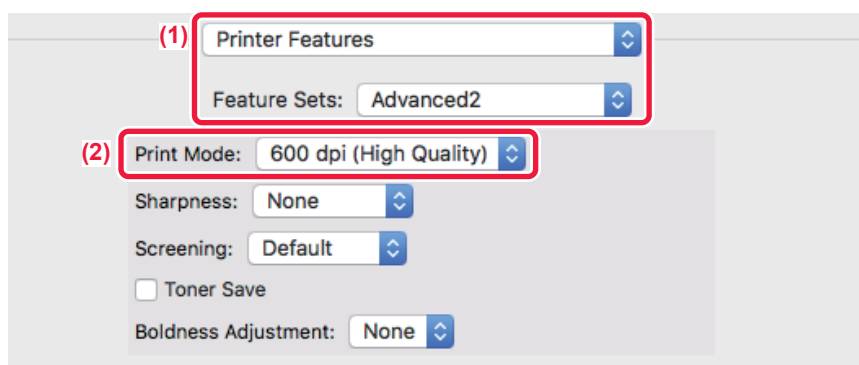 (1) Printer Features
Feature Sets: Advanced2
(2) Print Mode: 600 dpi (High Quality)
Sharpness: None
Screening: Default
Toner Save
Boldness Adjustment: None